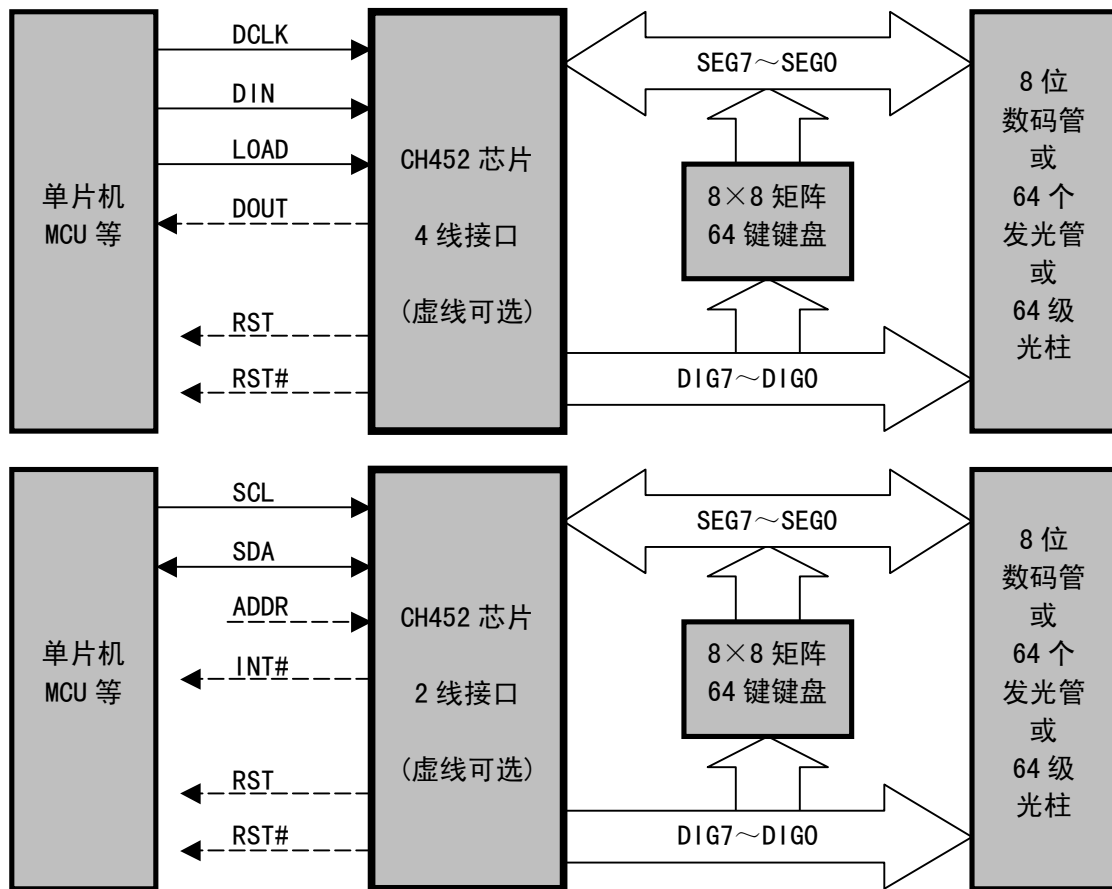 DCLK
DIN
LOAD
DOUT
RST
RST#
单片机
MCU 等
CH452 芯片
4 线接口
(虚线可选)
SEG7～SEG0
8×8 矩阵
64 键键盘
DIG7～DIG0
8 位
数码管
或
64 个
发光管
或
64 级
光柱
SCL
SDA
ADDR
INT#
RST
RST#
单片机
MCU 等
CH452 芯片
2 线接口
(虚线可选)
SEG7～SEG0
8×8 矩阵
64 键键盘
DIG7～DIG0
8 位
数码管
或
64 个
发光管
或
64 级
光柱